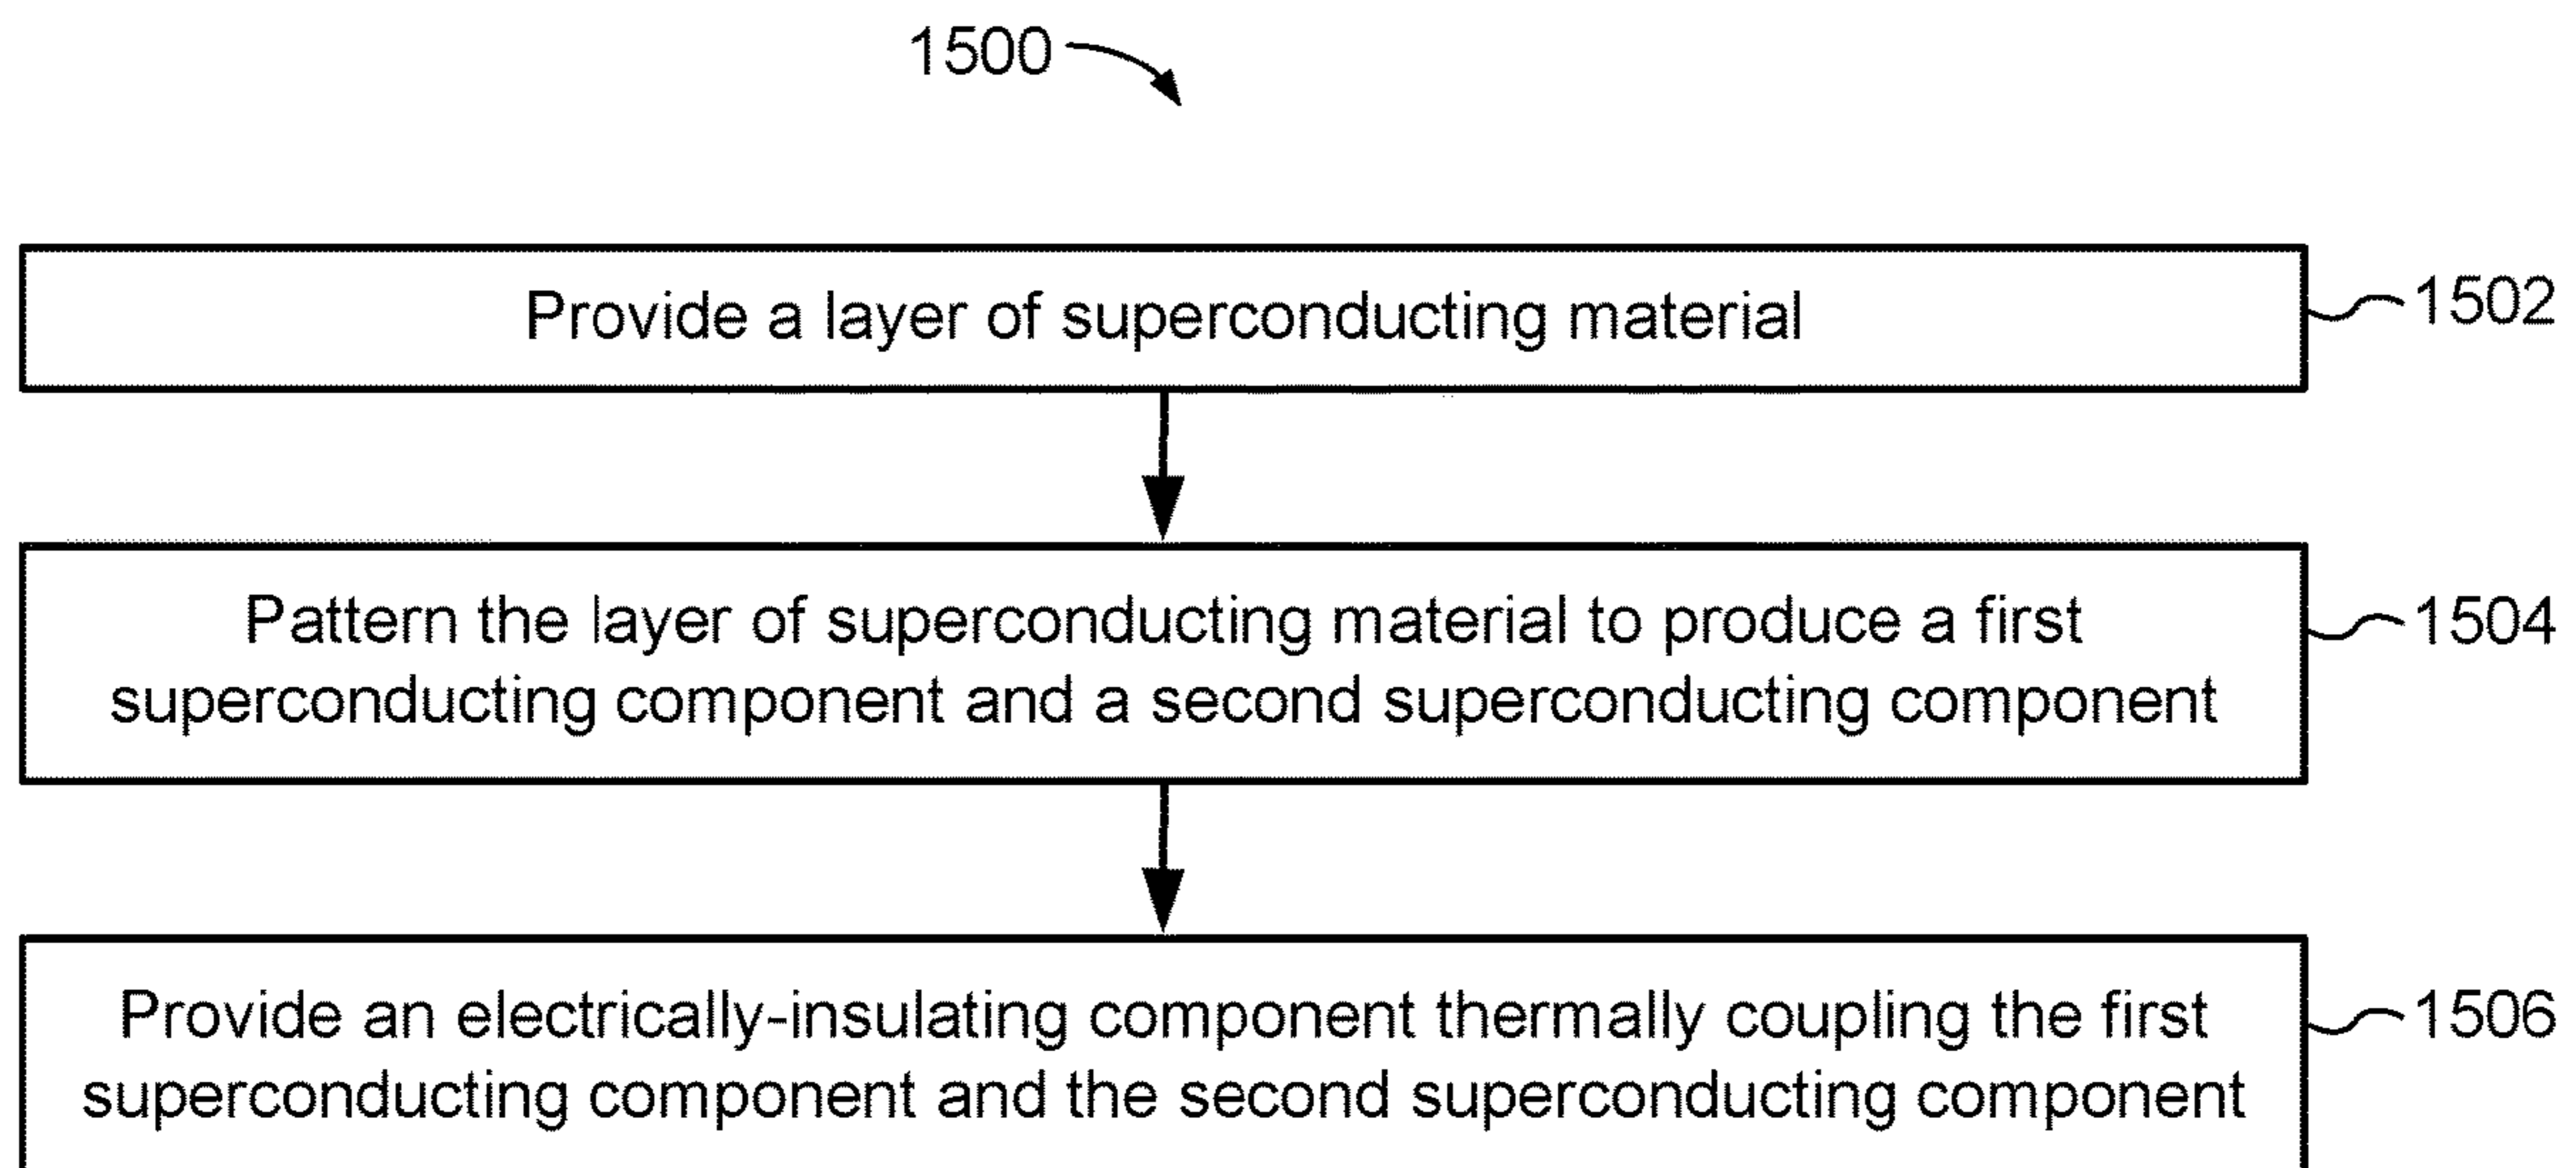 1500
Provide a layer of superconducting material
1502
Pattern the layer of superconducting material to produce a first
superconducting component and a second superconducting component
1504
Provide an electrically-insulating component thermally coupling the first
superconducting component and the second superconducting component
1506